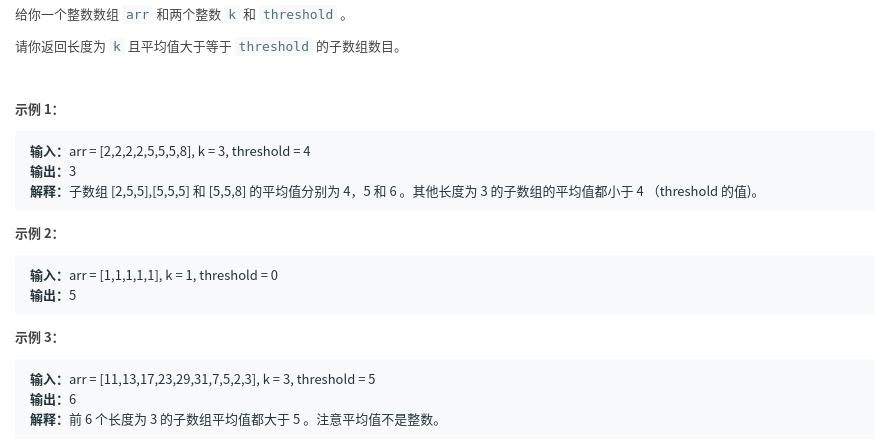 给你一个整数数组 arr 和两个整数 k 和 threshold 。
请你返回长度为 k 且平均值大于等于 threshold 的子数组数目。
示例 1：
输入：arr = [2,2,2,2,5,5,5,8], k = 3, threshold = 4
输出：3
解释：子数组 [2,5,5],[5,5,5] 和 [5,5,8] 的平均值分别为 4，5 和 6 。其他长度为 3 的子数组的平均值都小于 4 （threshold 的值)。
示例 2：
输入：arr = [1,1,1,1,1], k = 1, threshold = 0
输出：5
示例 3：
输入：arr = [11,13,17,23,29,31,7,5,2,3], k = 3, threshold = 5
输出：6
解释：前 6 个长度为 3 的子数组平均值都大于 5 。注意平均值不是整数。